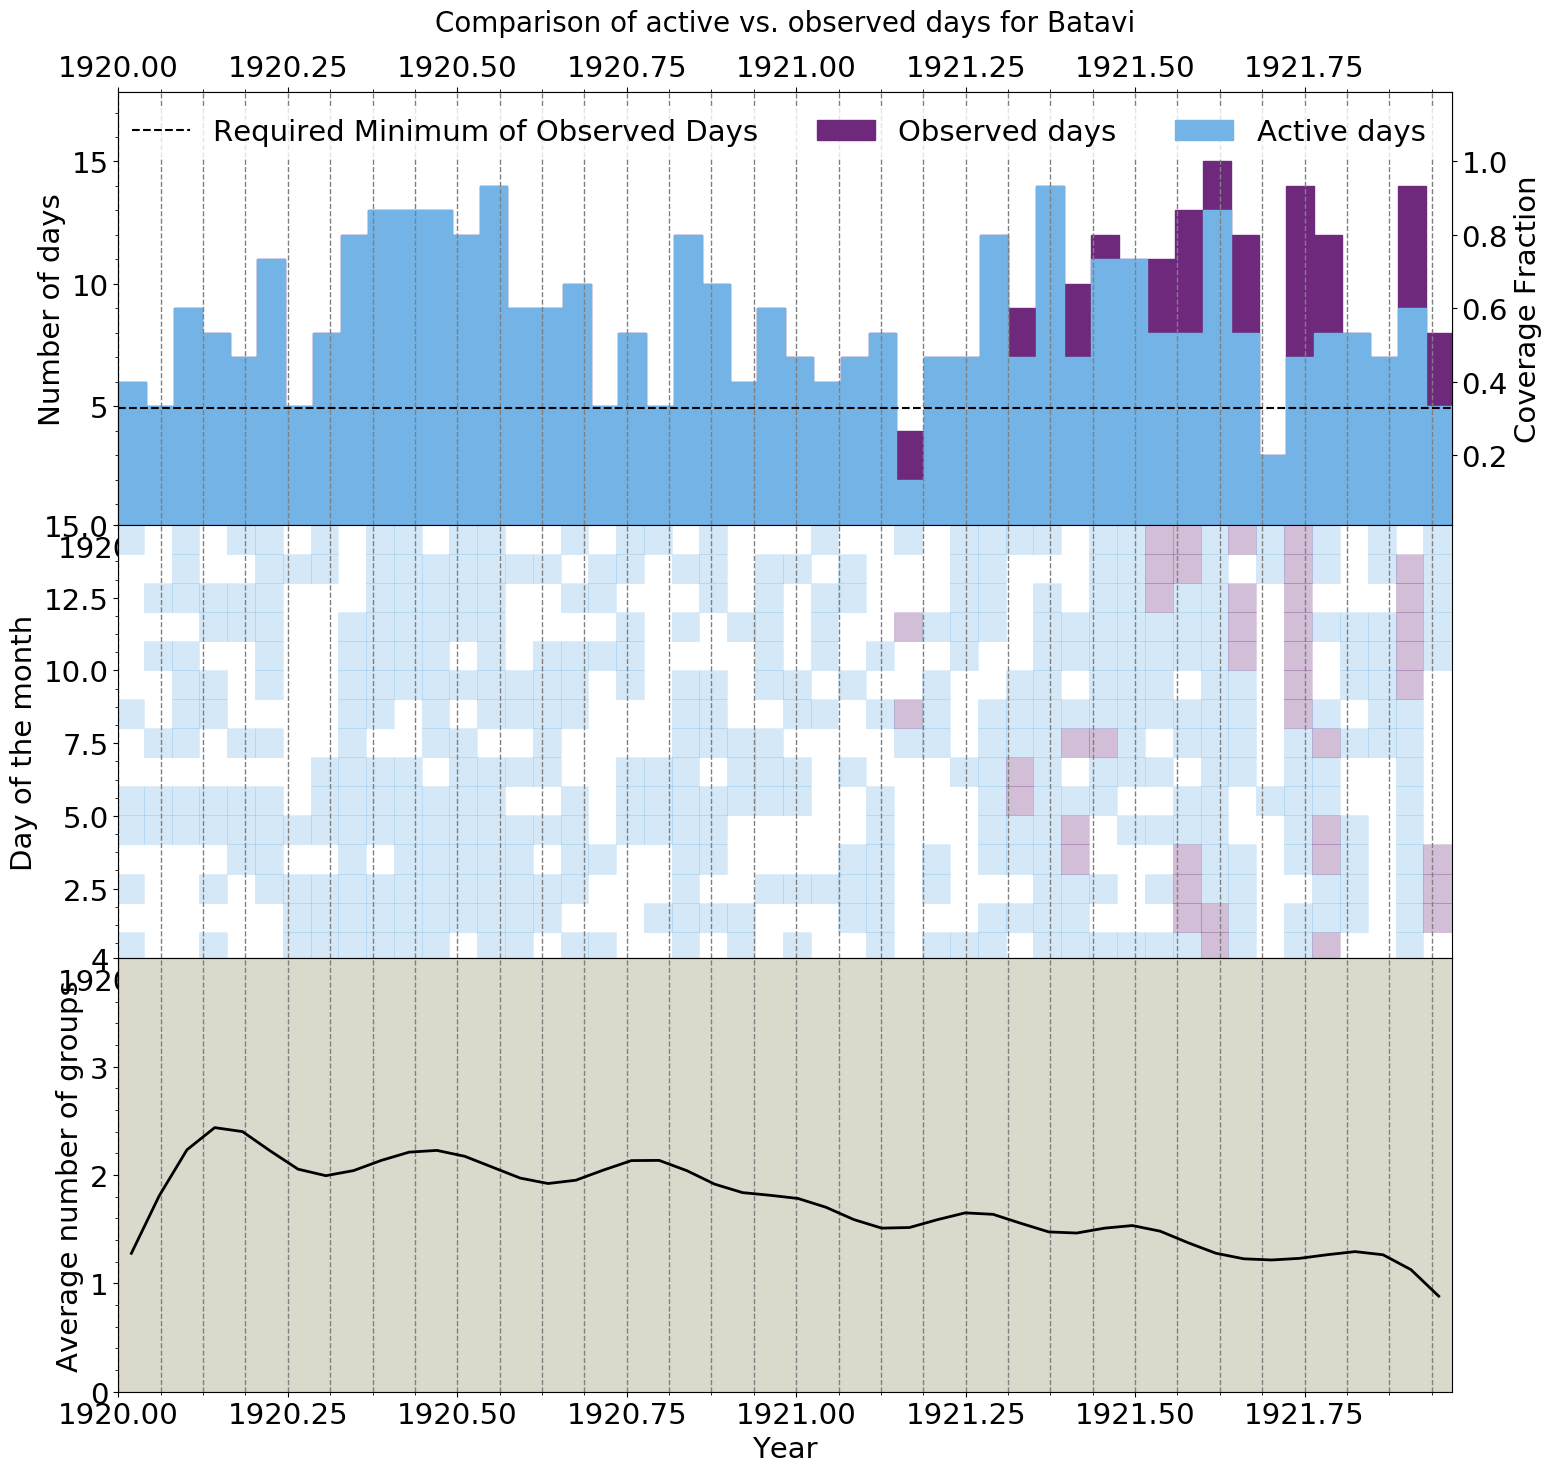 Comparison of active vs. observed days for Batavi
1920.00 1920.25 1920.50 1920.75 1921.00 1921.25 1921.50 1921.75
Required Minimum of Observed Days Observed days Active days
Number of days
15
10
5
Coverage Fraction
1.0
0.8
0.6
0.4
0.2
Day of the month
15.0
12.5
10.0
7.5
5.0
2.5
Average number of groups
4
3
2
1
0
1920.00 1920.25 1920.50 1920.75 1921.00 1921.25 1921.50 1921.75
Year